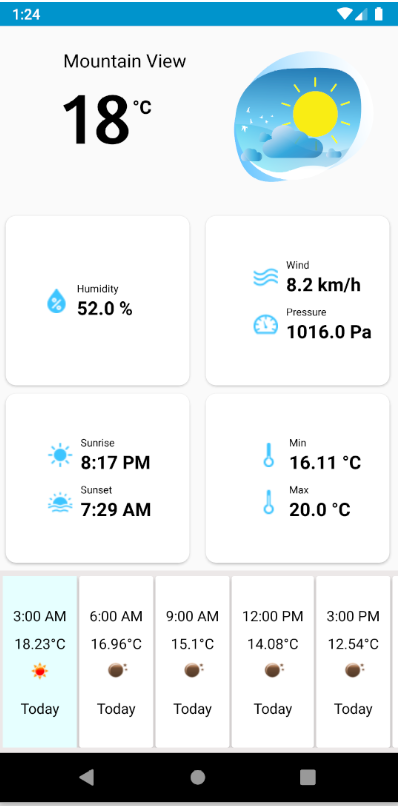 1:24
Mountain View
18 °C
Humidity
52.0 %
Wind
8.2 km/h
Pressure
1016.0 Pa
Sunrise
8:17 PM
Sunset
7:29 AM
Min
16.11 °C
Max
20.0 °C
3:00 AM 6:00 AM 9:00 AM 12:00 PM 3:00 PM
18.23°C 16.96°C 15.1°C 14.08°C 12.54°C
Today Today Today Today Today